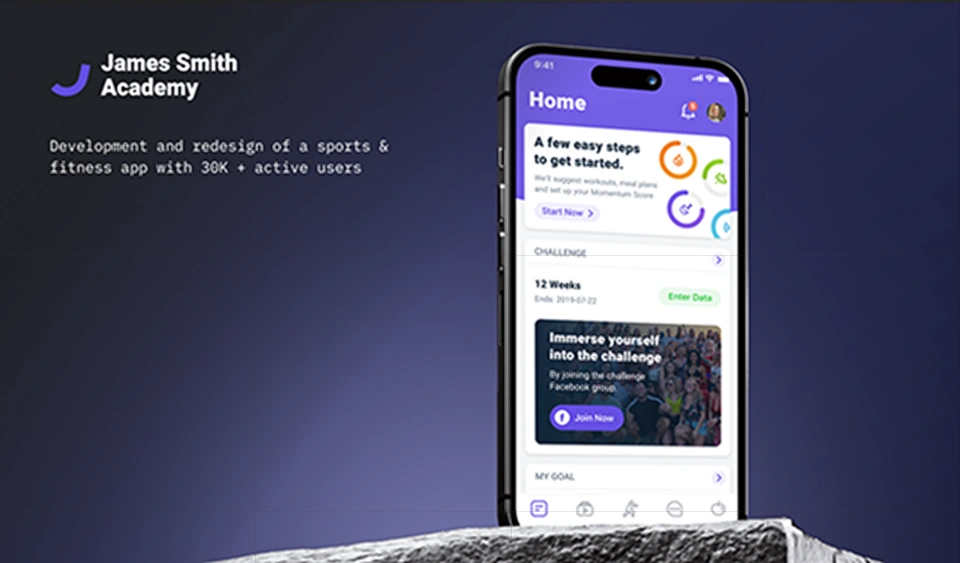 James Smith
Academy
Development and redesign of a sports &
fitness app with 30K + active users
9:41
Home
A few easy steps
to get started.
We'll suggest workouts, meal plans
and set up your Momentum Score
Start Now
CHALLENGE
12 Weeks
Ends: 2019-07-22
Enter Data
Immerse yourself
into the challenge
By joining the challenge
Facebook group.
Join Now
MY GOAL